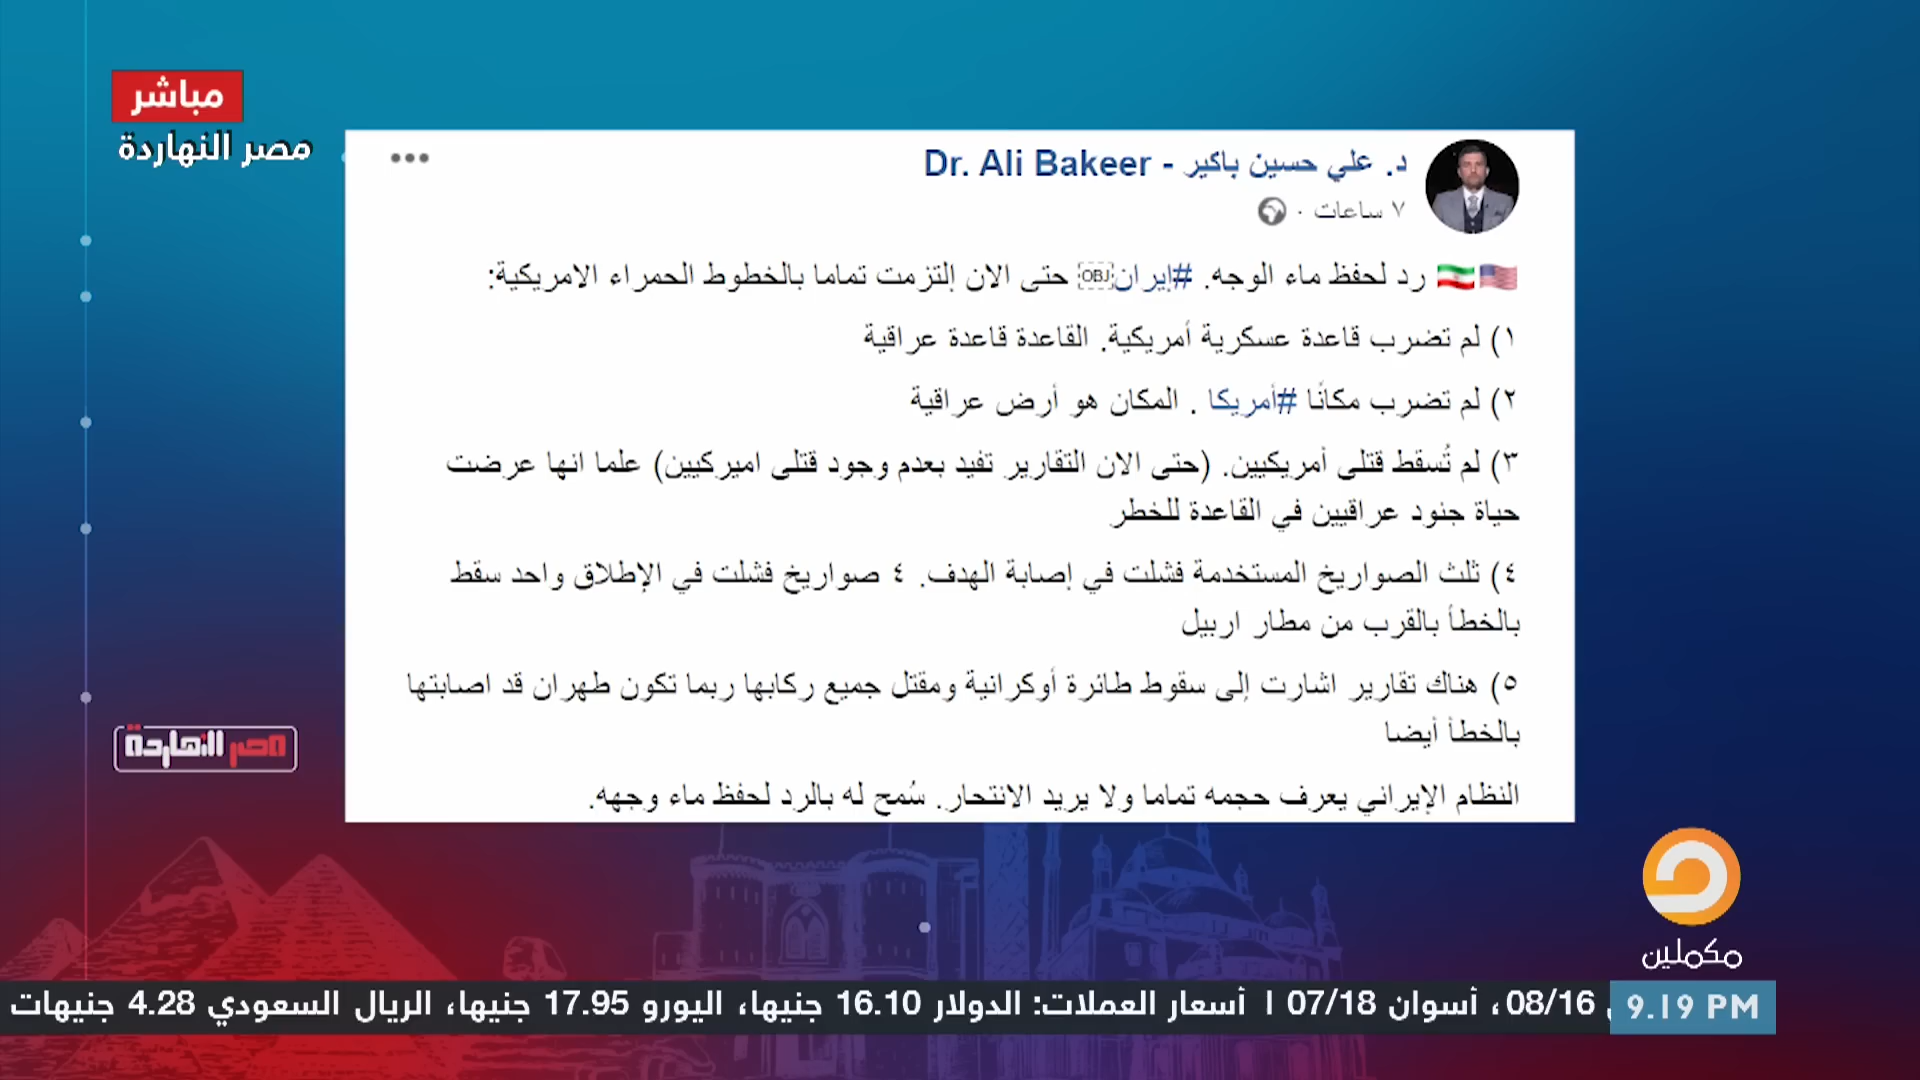 مباشر
مصر النهاردة
د. علي حسين باكير - Dr. Ali Bakeer
٧ ساعات ·
رد لحفظ ماء الوجه. #إيران OBJ حتى الان إلتزمت تماما بالخطوط الحمراء الامريكية:
١) لم تضرب قاعدة عسكرية أمريكية. القاعدة قاعدة عراقية
٢) لم تضرب مكانًا #أمريكا . المكان هو أرض عراقية
٣) لم تُسقط قتلى أمريكيين. (حتى الان التقارير تفيد بعدم وجود قتلى اميركيين) علما انها عرضت
حياة جنود عراقيين في القاعدة للخطر
٤) ثلث الصواريخ المستخدمة فشلت في إصابة الهدف. ٤ صواريخ فشلت في الإطلاق واحد سقط
بالخطأ بالقرب من مطار اربيل
٥) هناك تقارير اشارت إلى سقوط طائرة أوكرانية ومقتل جميع ركابها ربما تكون طهران قد اصابتها
بالخطأ أيضا
النظام الإيراني يعرف حجمه تماما ولا يريد الانتحار. سُمح له بالرد لحفظ ماء وجهه.
مصر النهاردة
مكملين
9.19 PM
08/16، أسوان 07/18 | أسعار العملات: الدولار 16.10 جنيها، اليورو 17.95 جنيها، الريال السعودي 4.28 جنيهات